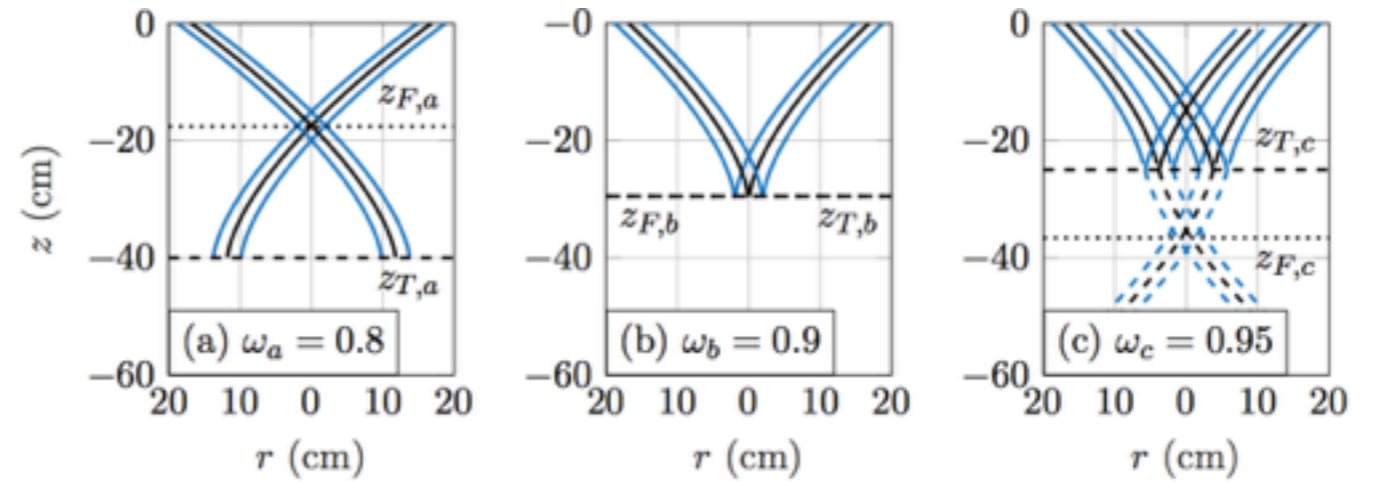 0
−20
−40
−60
z (cm)
z_{F,a}
z_{T,a}
(a) ω_a = 0.8
20 10 0 10 20
r (cm)
−0
−20
−40
−60
z_{F,b} z_{T,b}
(b) ω_b = 0.9
20 10 0 10 20
r (cm)
0
−20
−40
−60
z_{T,c}
z_{F,c}
(c) ω_c = 0.95
20 10 0 10 20
r (cm)